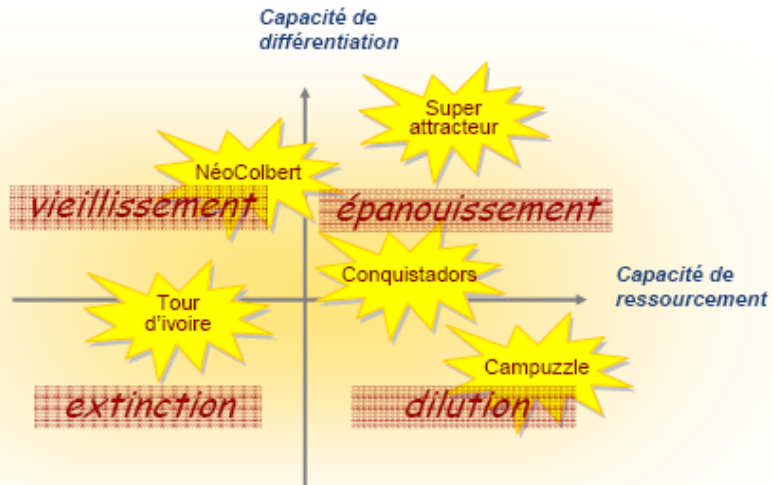 Capacité de
différentiation
Super
attracteur
NéoColbert
vieillissement
épanouissement
Conquistadors
Capacité de
ressourcement
Tour
d'ivoire
Campuzzle
extinction
dilution